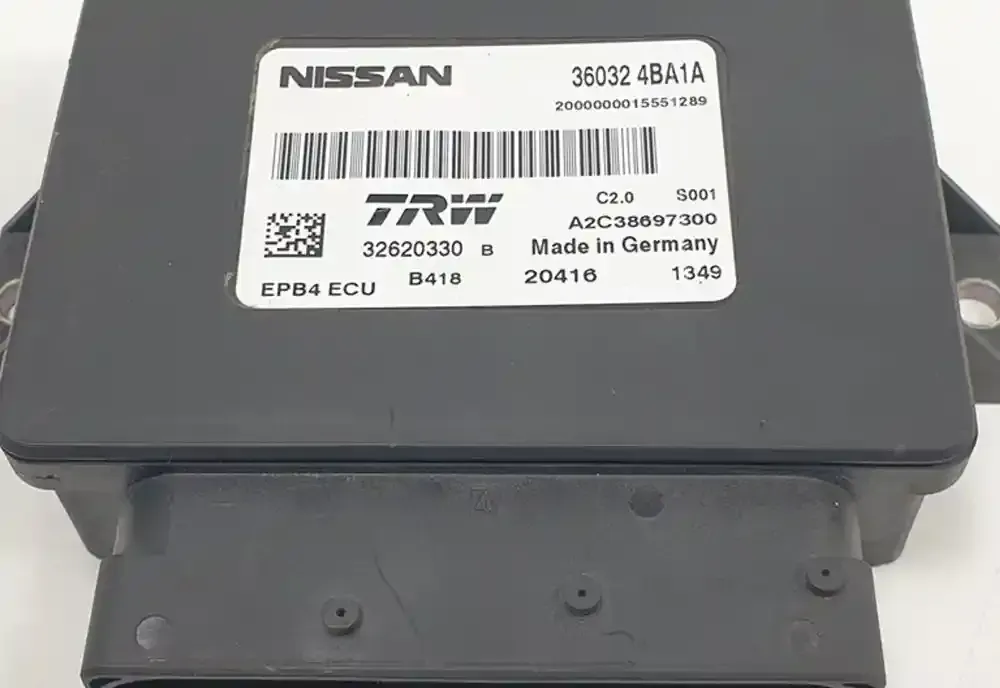 NISSAN 36032 4BA1A
2000000015551289
TRW C2.0 S001
A2C38697300
32620330 B Made in Germany
EPB4 ECU B418 20416 1349